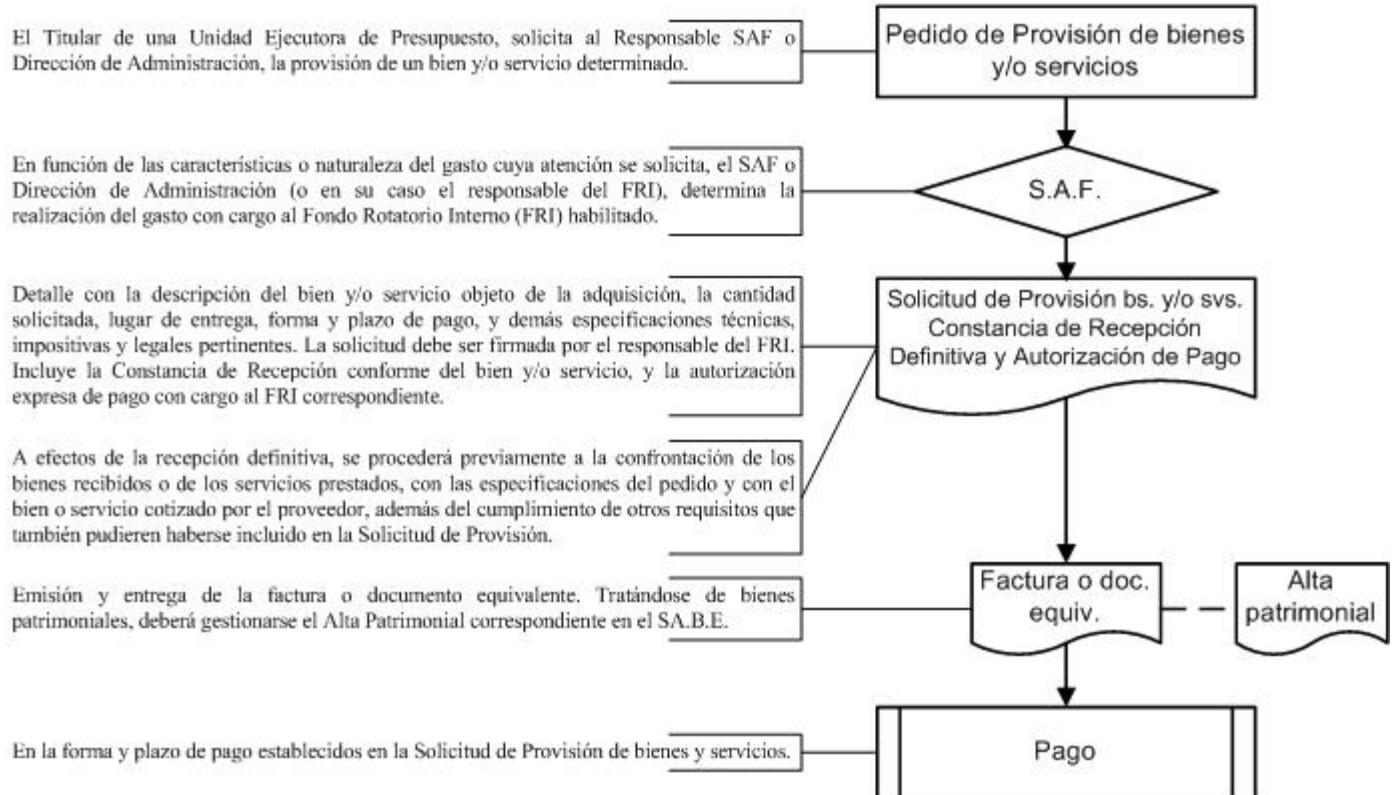 El Titular de una Unidad Ejecutora de Presupuesto, solicita al Responsable SAF o
Dirección de Administración, la provisión de un bien y/o servicio determinado.
Pedido de Provisión de bienes
y/o servicios
En función de las características o naturaleza del gasto cuya atención se solicita, el SAF o
Dirección de Administración (o en su caso el responsable del FRI), determina la
realización del gasto con cargo al Fondo Rotatorio Interno (FRI) habilitado.
S.A.F.
Detalle con la descripción del bien y/o servicio objeto de la adquisición, la cantidad
solicitada, lugar de entrega, forma y plazo de pago, y demás especificaciones técnicas,
impositivas y legales pertinentes. La solicitud debe ser firmada por el responsable del FRI.
Incluye la Constancia de Recepción conforme del bien y/o servicio, y la autorización
expresa de pago con cargo al FRI correspondiente.
Solicitud de Provisión bs. y/o svs.
Constancia de Recepción
Definitiva y Autorización de Pago
A efectos de la recepción definitiva, se procederá previamente a la confrontación de los
bienes recibidos o de los servicios prestados, con las especificaciones del pedido y con el
bien o servicio cotizado por el proveedor, además del cumplimiento de otros requisitos que
también pudieren haberse incluido en la Solicitud de Provisión.
Emisión y entrega de la factura o documento equivalente. Tratándose de bienes
patrimoniales, deberá gestionarse el Alta Patrimonial correspondiente en el SA.B.E.
Factura o doc.
equiv.
Alta
patrimonial
En la forma y plazo de pago establecidos en la Solicitud de Provisión de bienes y servicios.
Pago